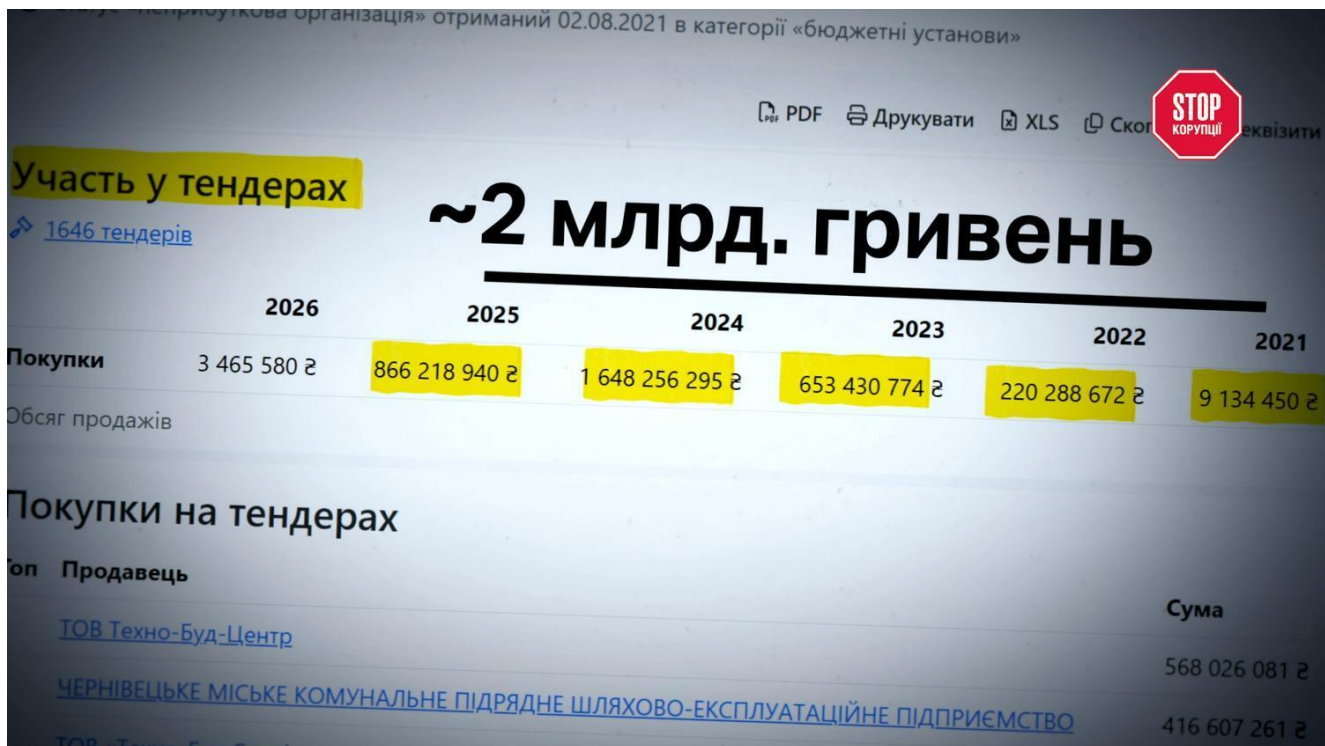 «неприбуткова організація» отриманий 02.08.2021 в категорії «бюджетні установи»
PDF Друкувати XLS
STOP
КОРУПЦІЇ
Участь у тендерах
~2 млрд. гривень
1646 тендерів
2026 2025 2024 2023 2022 2021
Покупки 3 465 580 ₴ 866 218 940 ₴ 1 648 256 295 ₴ 653 430 774 ₴ 220 288 672 ₴ 9 134 450 ₴
Обсяг продажів
Покупки на тендерах
Топ Продавець Сума
ТОВ Техно-Буд-Центр 568 026 081 ₴
ЧЕРНІВЕЦЬКЕ МІСЬКЕ КОМУНАЛЬНЕ ПІДРЯДНЕ ШЛЯХОВО-ЕКСПЛУАТАЦІЙНЕ ПІДПРИЄМСТВО 416 607 261 ₴